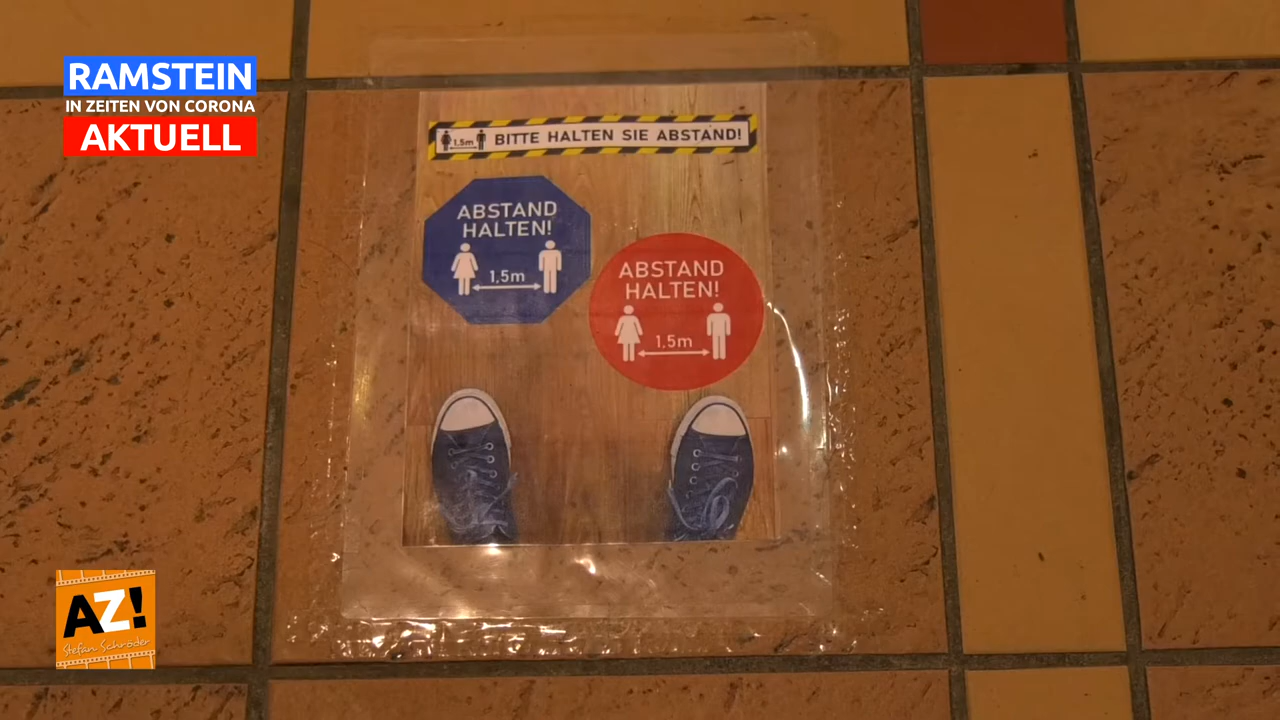 RAMSTEIN
IN ZEITEN VON CORONA
AKTUELL
1.5m BITTE HALTEN SIE ABSTAND!
ABSTAND
HALTEN!
1,5m
ABSTAND
HALTEN!
1,5m
AZ!
Stefan Schröder